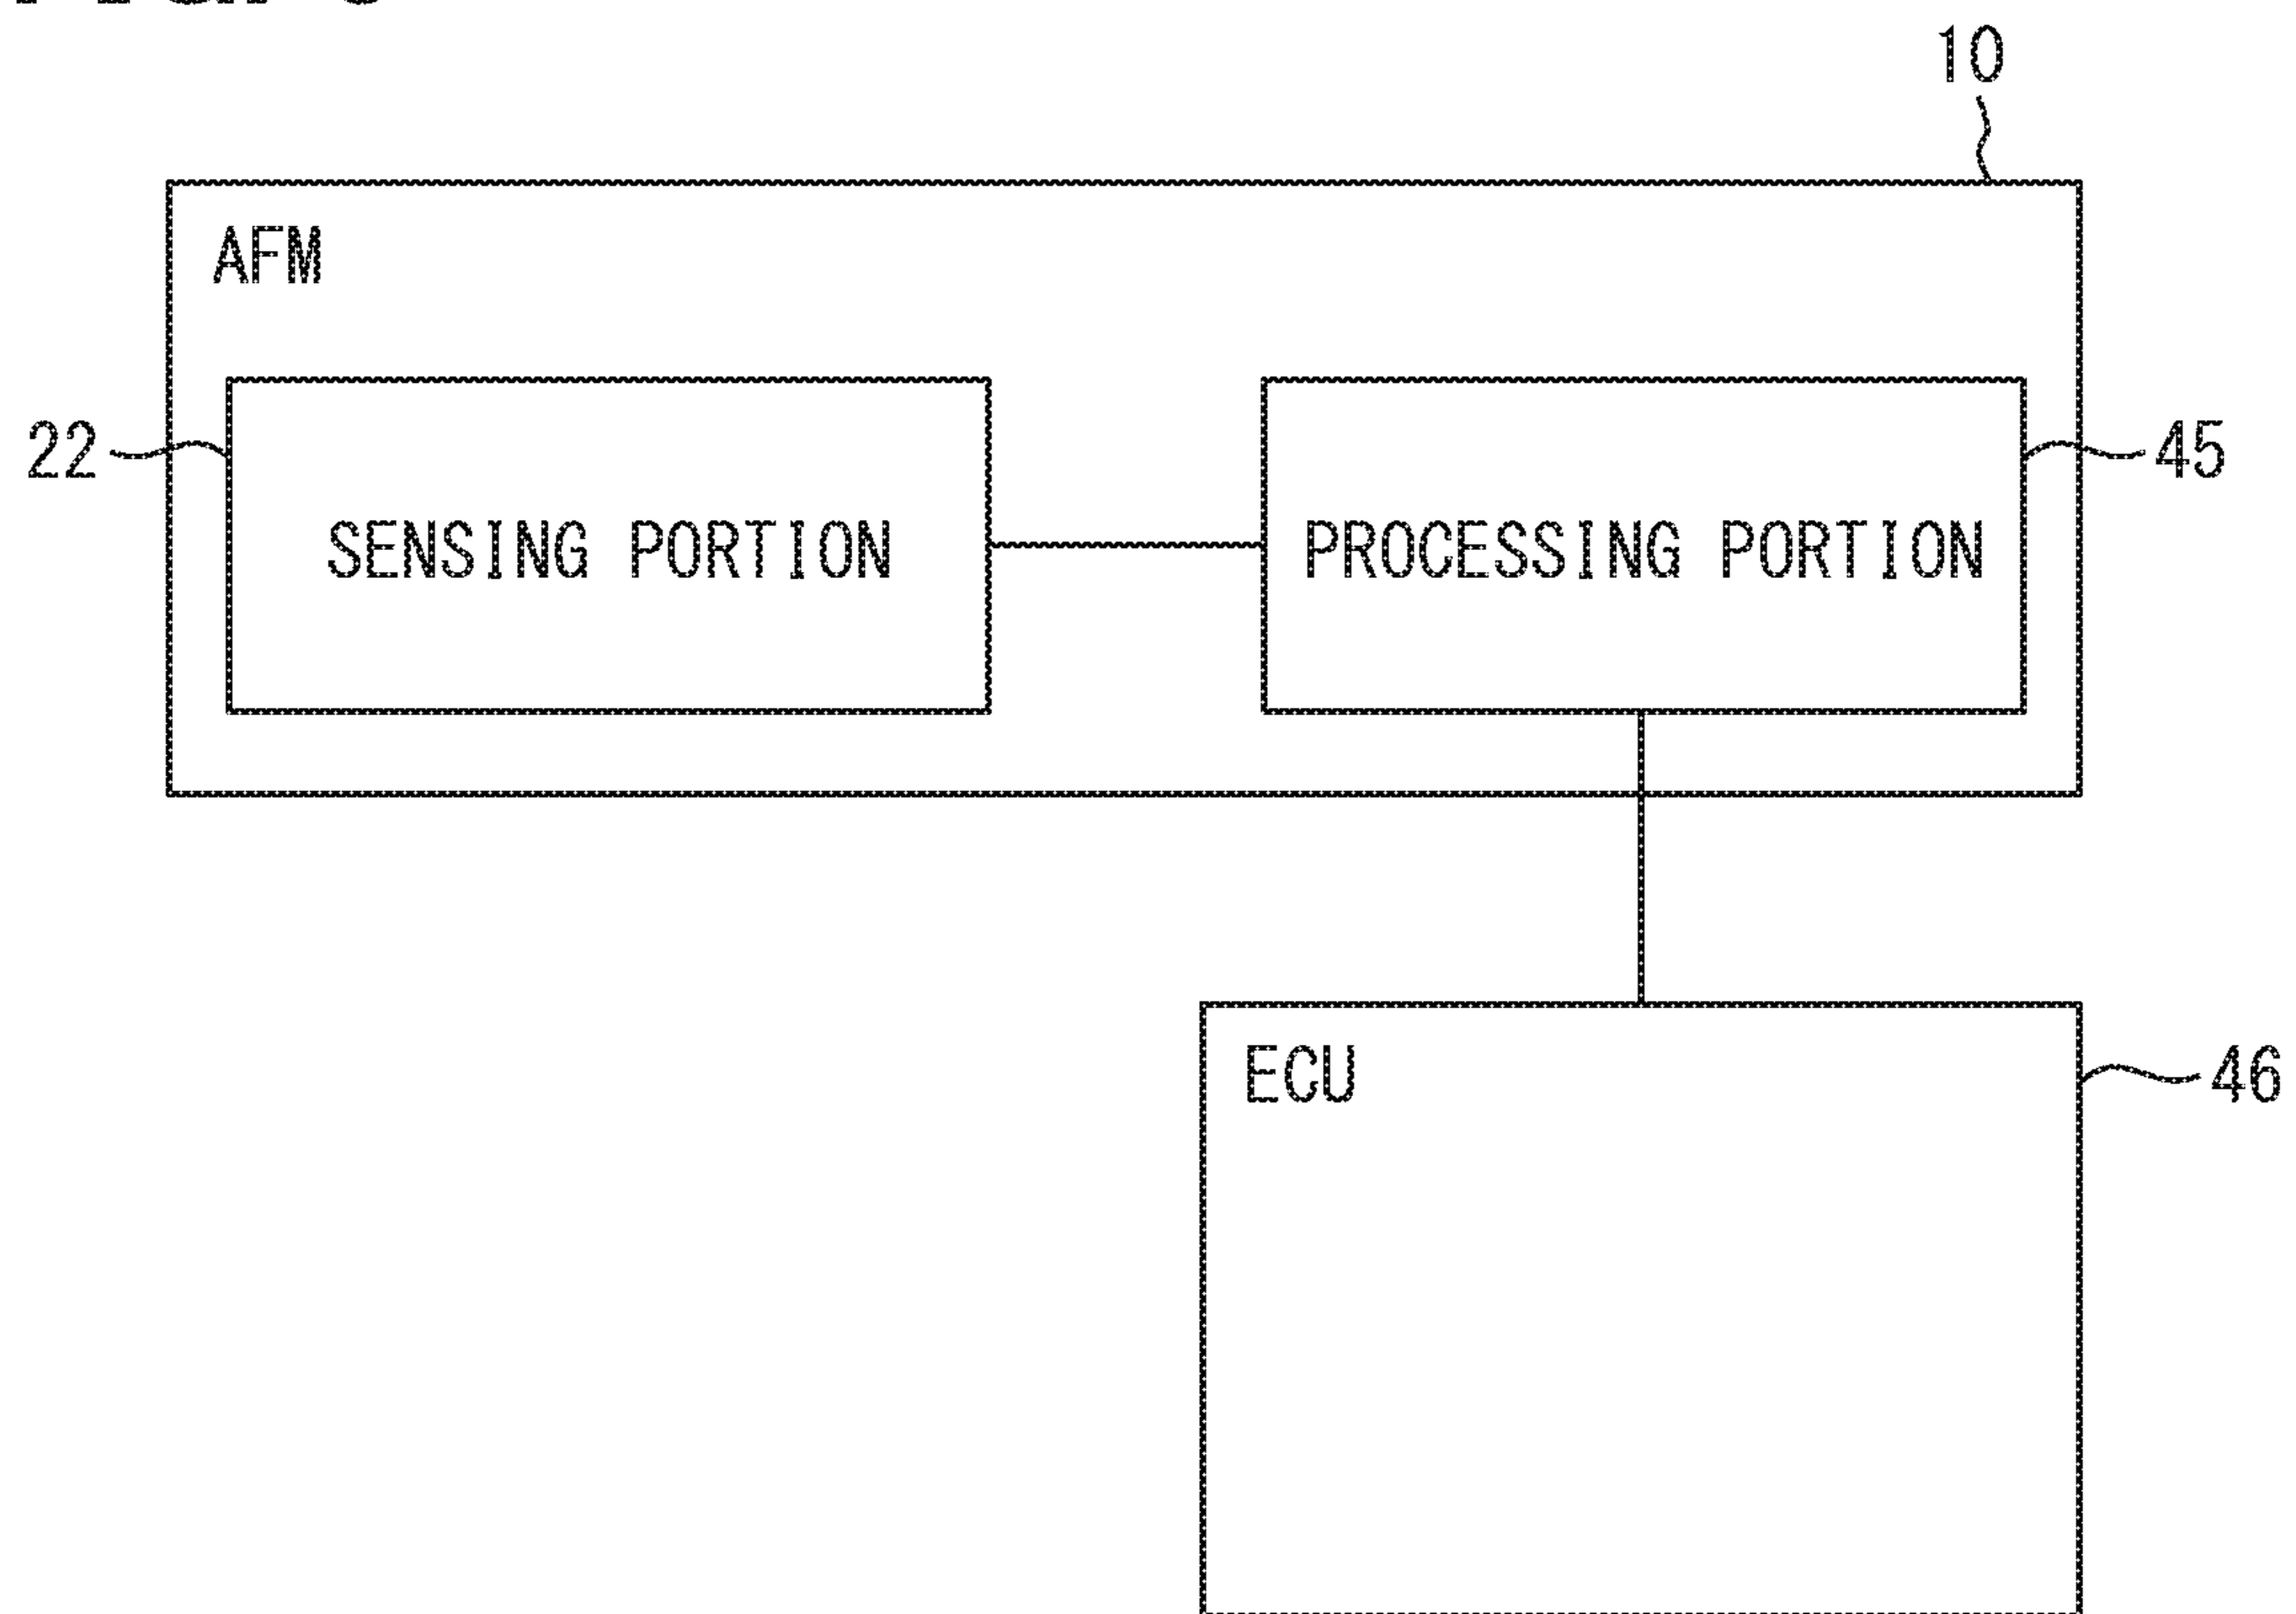 10
AFM
22
45
SENSING PORTION
PROCESSING PORTION
ECU
46